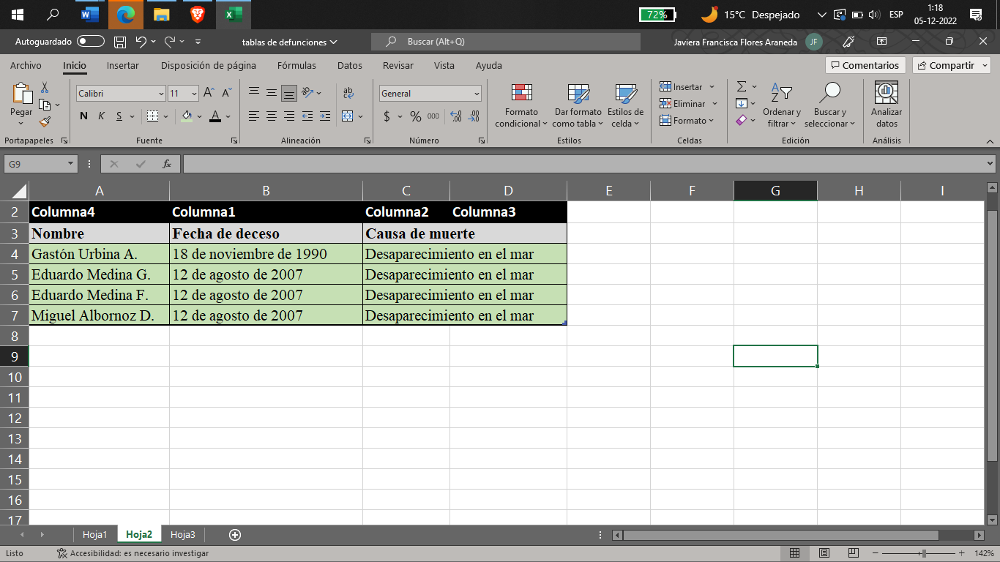 72%
15°C Despejado
ESP
1:18
05-12-2022
Autoguardado
tablas de defunciones
Buscar (Alt+Q)
Javiera Francisca Flores Araneda
JF
Archivo Inicio Insertar Disposición de página Fórmulas Datos Revisar Vista Ayuda
Comentarios
Compartir
Pegar
Portapapeles
Calibri
11
N K S
Fuente
Alineación
General
$ % 000
Número
Formato condicional
Dar formato como tabla
Estilos de celda
Estilos
Insertar
Eliminar
Formato
Celdas
Ordenar y filtrar
Buscar y seleccionar
Edición
Analizar datos
Análisis
G9
fx
A B C D E F G H I
2 Columna4 Columna1 Columna2 Columna3
3 Nombre Fecha de deceso Causa de muerte
4 Gastón Urbina A. 18 de noviembre de 1990 Desaparecimiento en el mar
5 Eduardo Medina G. 12 de agosto de 2007 Desaparecimiento en el mar
6 Eduardo Medina F. 12 de agosto de 2007 Desaparecimiento en el mar
7 Miguel Albornoz D. 12 de agosto de 2007 Desaparecimiento en el mar
8
9
10
11
12
13
14
15
16
17
Hoja1 Hoja2 Hoja3
Listo
Accesibilidad: es necesario investigar
142%